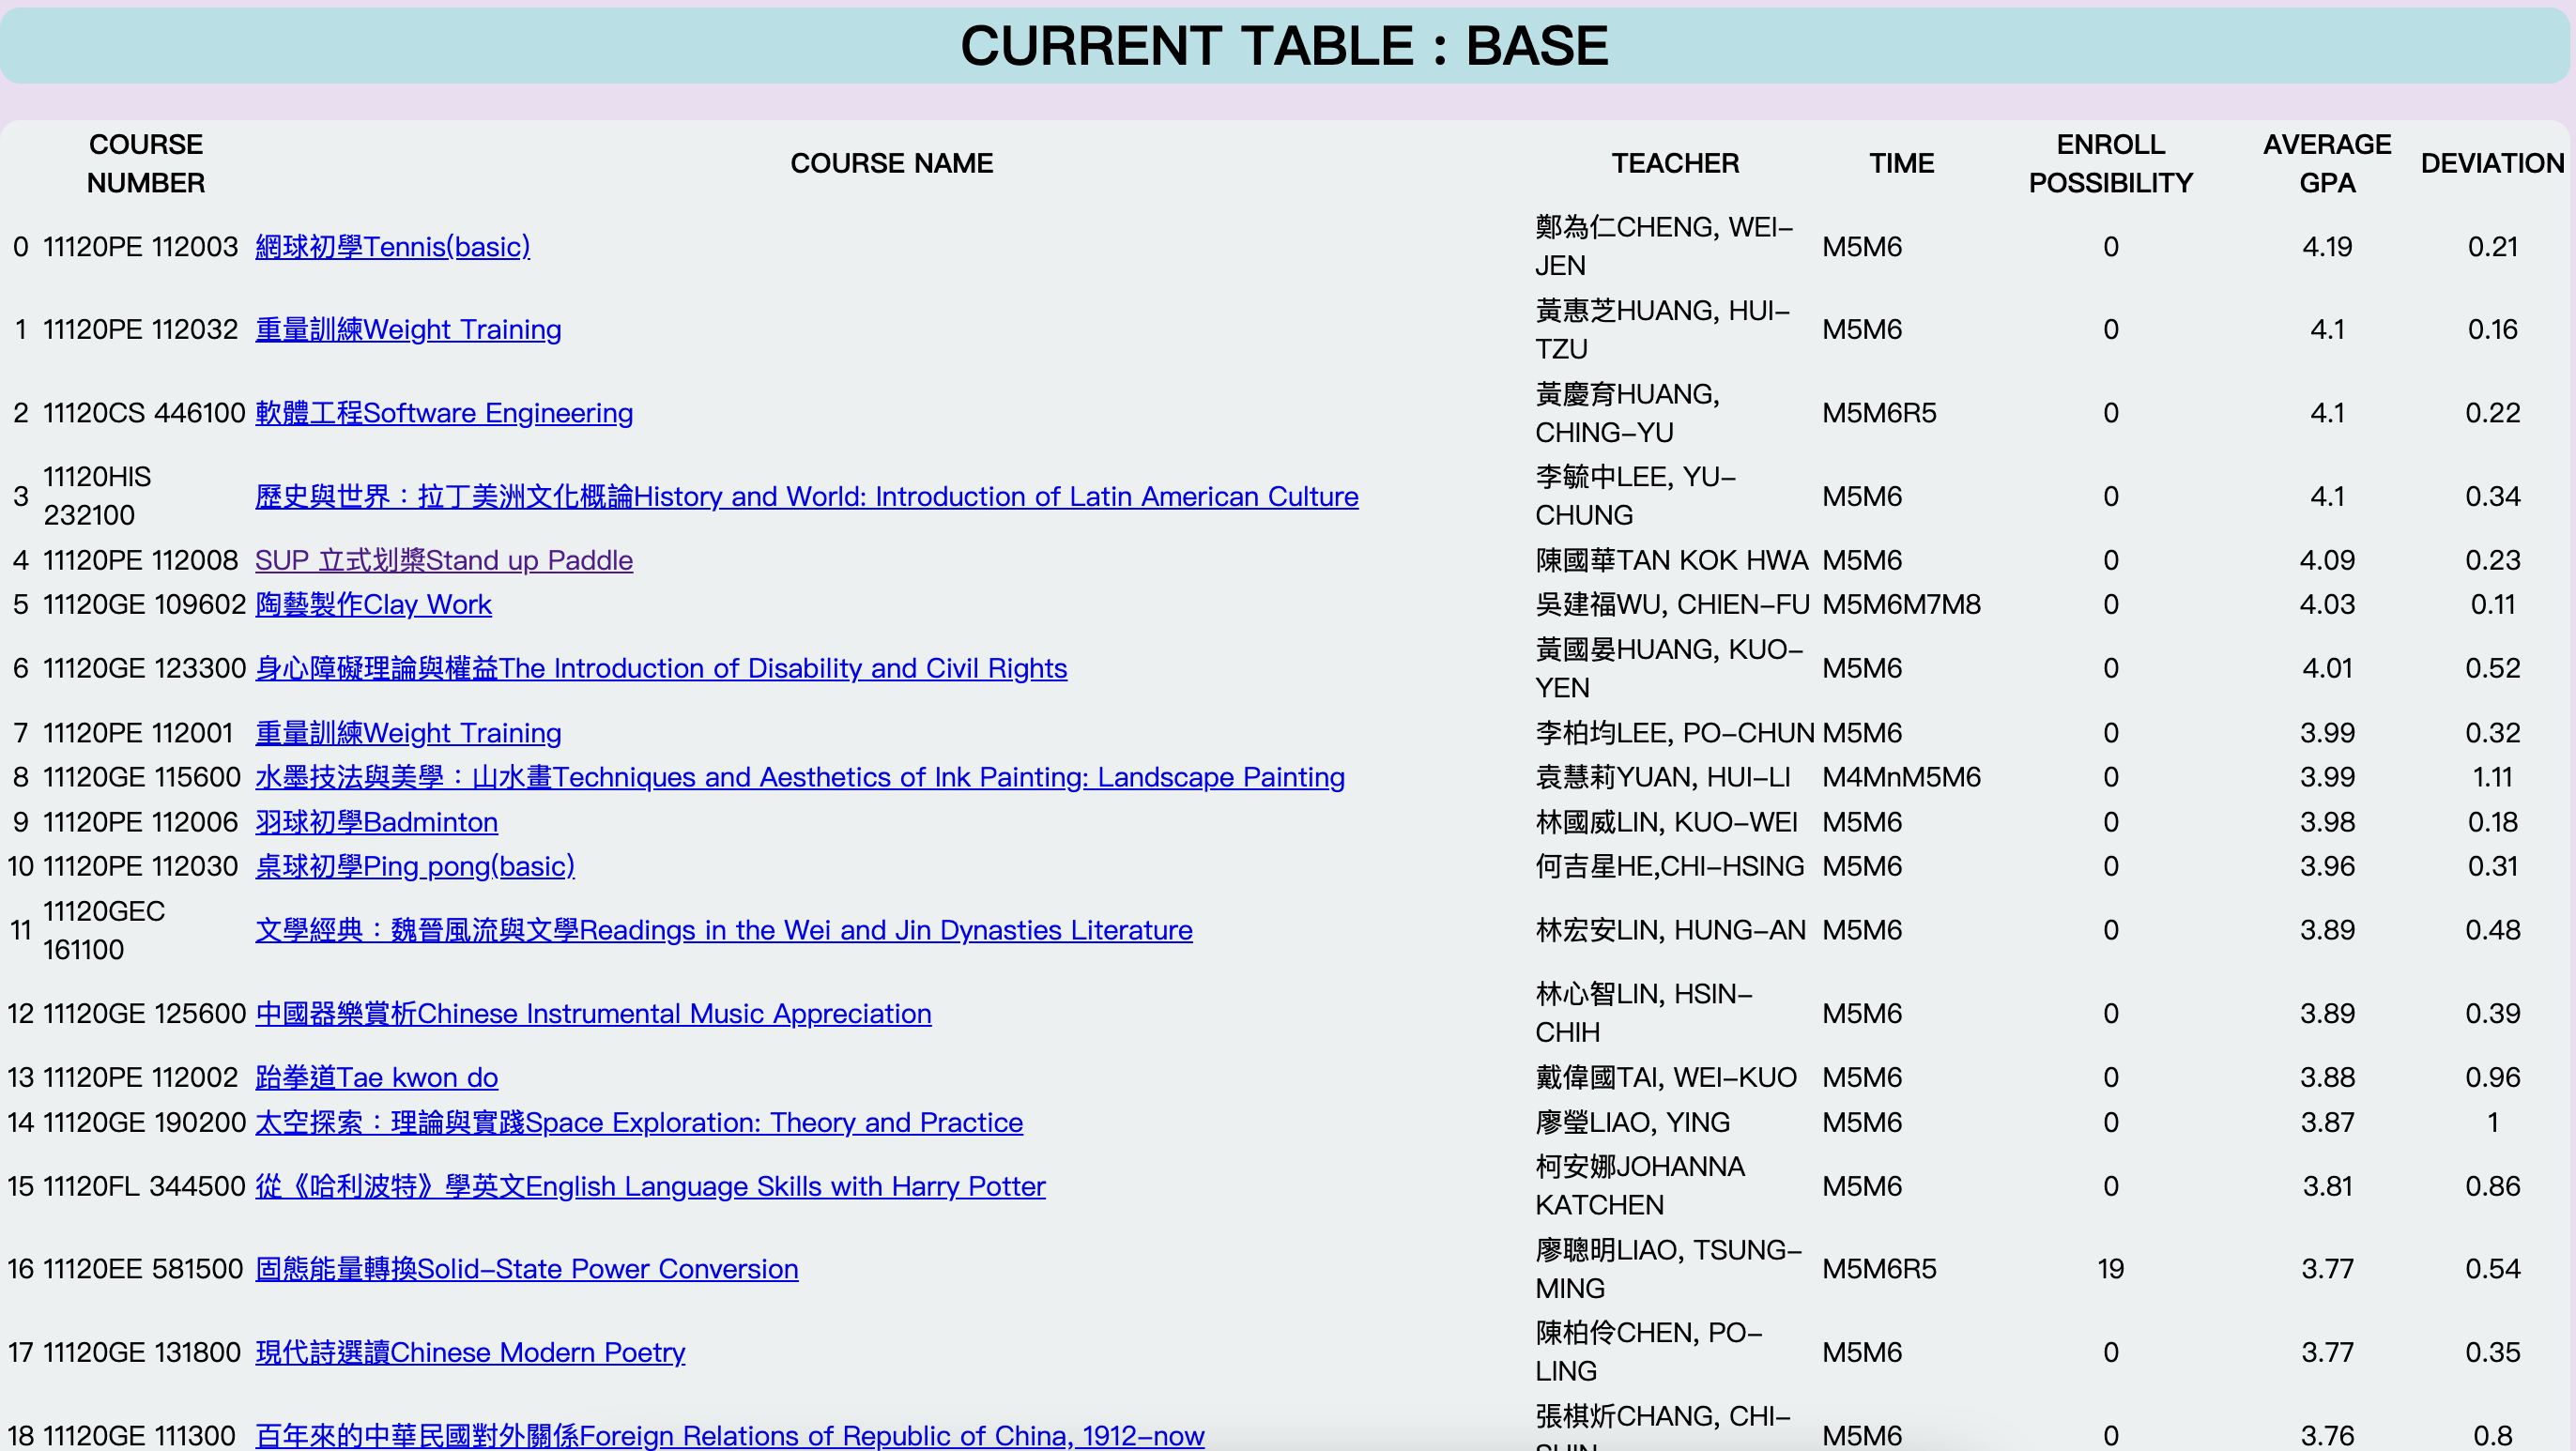 CURRENT TABLE : BASE
COURSE NUMBER COURSE NAME TEACHER TIME ENROLL POSSIBILITY AVERAGE GPA DEVIATION
0 11120PE 112003 網球初學Tennis(basic) 鄭為仁CHENG, WEI-JEN M5M6 0 4.19 0.21
1 11120PE 112032 重量訓練Weight Training 黃惠芝HUANG, HUI-TZU M5M6 0 4.1 0.16
2 11120CS 446100 軟體工程Software Engineering 黃慶育HUANG, CHING-YU M5M6R5 0 4.1 0.22
3 11120HIS 232100 歷史與世界：拉丁美洲文化概論History and World: Introduction of Latin American Culture 李毓中LEE, YU-CHUNG M5M6 0 4.1 0.34
4 11120PE 112008 SUP 立式划槳Stand up Paddle 陳國華TAN KOK HWA M5M6 0 4.09 0.23
5 11120GE 109602 陶藝製作Clay Work 吳建福WU, CHIEN-FU M5M6M7M8 0 4.03 0.11
6 11120GE 123300 身心障礙理論與權益The Introduction of Disability and Civil Rights 黃國晏HUANG, KUO-YEN M5M6 0 4.01 0.52
7 11120PE 112001 重量訓練Weight Training 李柏均LEE, PO-CHUN M5M6 0 3.99 0.32
8 11120GE 115600 水墨技法與美學：山水畫Techniques and Aesthetics of Ink Painting: Landscape Painting 袁慧莉YUAN, HUI-LI M4MnM5M6 0 3.99 1.11
9 11120PE 112006 羽球初學Badminton 林國威LIN, KUO-WEI M5M6 0 3.98 0.18
10 11120PE 112030 桌球初學Ping pong(basic) 何吉星HE,CHI-HSING M5M6 0 3.96 0.31
11 11120GEC 161100 文學經典：魏晉風流與文學Readings in the Wei and Jin Dynasties Literature 林宏安LIN, HUNG-AN M5M6 0 3.89 0.48
12 11120GE 125600 中國器樂賞析Chinese Instrumental Music Appreciation 林心智LIN, HSIN-CHIH M5M6 0 3.89 0.39
13 11120PE 112002 跆拳道Tae kwon do 戴偉國TAI, WEI-KUO M5M6 0 3.88 0.96
14 11120GE 190200 太空探索：理論與實踐Space Exploration: Theory and Practice 廖瑩LIAO, YING M5M6 0 3.87 1
15 11120FL 344500 從《哈利波特》學英文English Language Skills with Harry Potter 柯安娜JOHANNA KATCHEN M5M6 0 3.81 0.86
16 11120EE 581500 固態能量轉換Solid-State Power Conversion 廖聰明LIAO, TSUNG-MING M5M6R5 19 3.77 0.54
17 11120GE 131800 現代詩選讀Chinese Modern Poetry 陳柏伶CHEN, PO-LING M5M6 0 3.77 0.35
18 11120GE 111300 百年來的中華民國對外關係Foreign Relations of Republic of China, 1912-now 張棋炘CHANG, CHI- M5M6 0 3.76 0.8